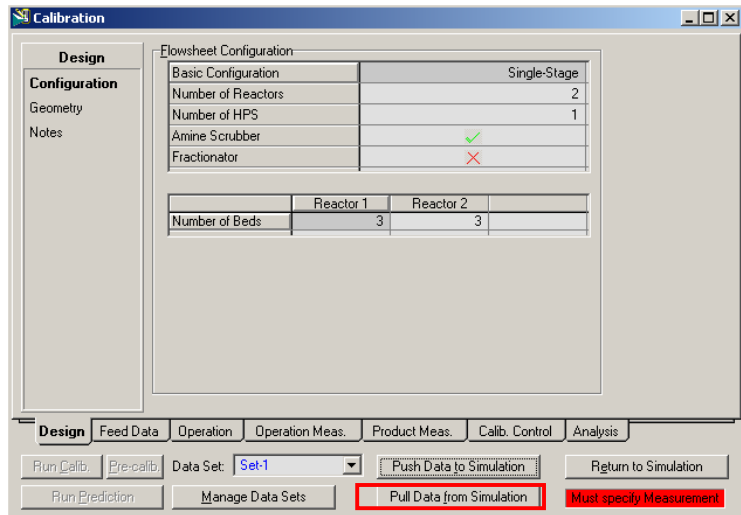 Calibration
Design
Configuration
Geometry
Notes
Flowsheet Configuration
Basic Configuration Single-Stage
Number of Reactors 2
Number of HPS 1
Amine Scrubber
Fractionator
Reactor 1 Reactor 2
Number of Beds 3 3
Design Feed Data Operation Operation Meas. Product Meas. Calib. Control Analysis
Run Calib. Pre-calib. Data Set: Set-1 Push Data to Simulation Return to Simulation
Run Prediction Manage Data Sets Pull Data from Simulation Must specify Measurement